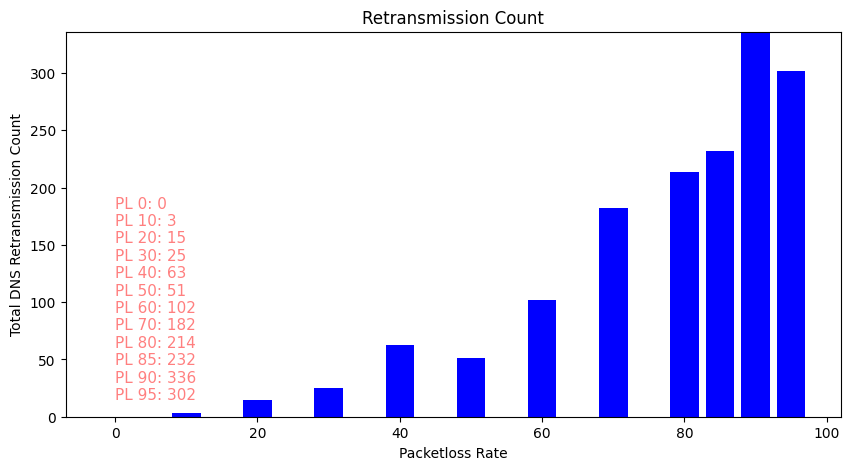 Retransmission Count
Total DNS Retransmission Count
300
250
200
150
100
50
0
PL 0: 0
PL 10: 3
PL 20: 15
PL 30: 25
PL 40: 63
PL 50: 51
PL 60: 102
PL 70: 182
PL 80: 214
PL 85: 232
PL 90: 336
PL 95: 302
0 20 40 60 80 100
Packetloss Rate